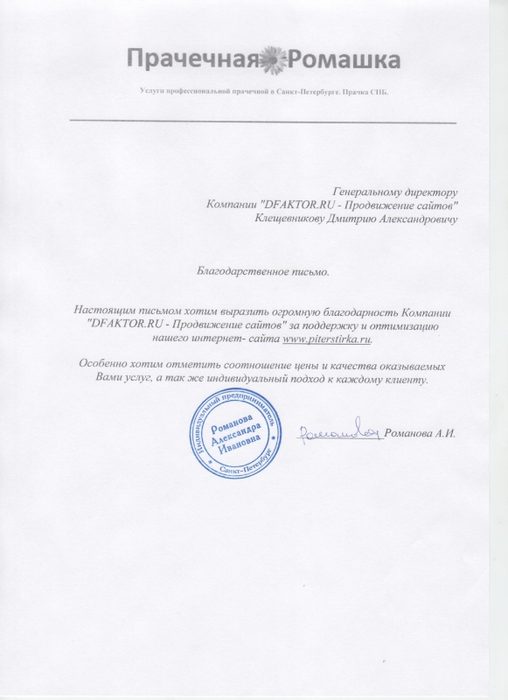 Прачечная Ромашка
Услуги профессиональной прачечной в Санкт-Петербурге. Прачка СПБ.
Генеральному директору
Компании "DFAKTOR.RU - Продвижение сайтов"
Клещевникову Дмитрию Александровичу
Благодарственное письмо.
Настоящим письмом хотим выразить огромную благодарность Компании
"DFAKTOR.RU - Продвижение сайтов" за поддержку и оптимизацию
нашего интернет- сайта www.piterstirka.ru.
Особенно хотим отметить соотношение цены и качества оказываемых
Вами услуг, а так же индивидуальный подход к каждому клиенту.
Индивидуальный предприниматель
Романова
Александра
Ивановна
Санкт-Петербург
Романова А.И.